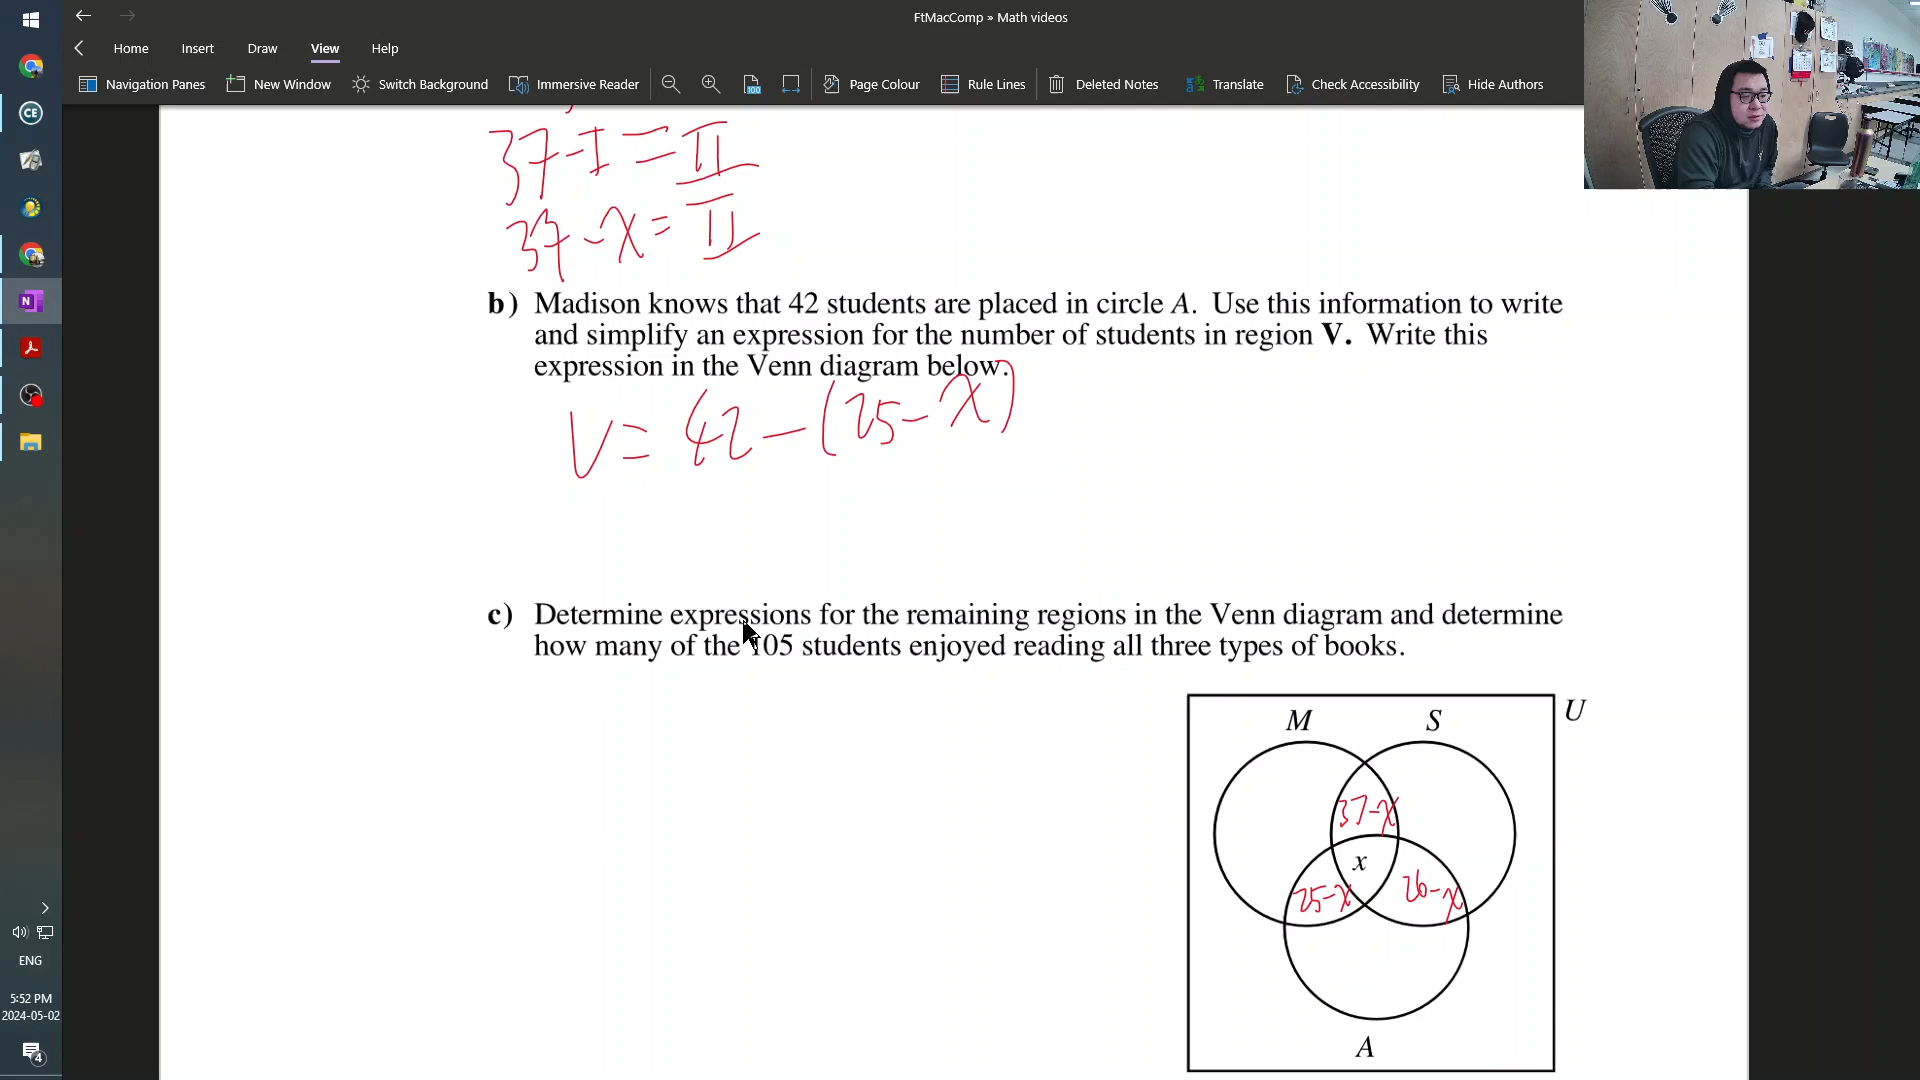 FtMacComp » Math videos
Home Insert Draw View Help
Navigation Panes New Window Switch Background Immersive Reader 100 Page Colour Rule Lines Deleted Notes Translate Check Accessibility Hide Authors
37-I=II
37-x=II
b) Madison knows that 42 students are placed in circle A. Use this information to write
and simplify an expression for the number of students in region V. Write this
expression in the Venn diagram below.
V=42-(25-x)
c) Determine expressions for the remaining regions in the Venn diagram and determine
how many of the 105 students enjoyed reading all three types of books.
M S U
37-x
x
25-x 26-x
A
CE
N
ENG
5:52 PM
2024-05-02
4